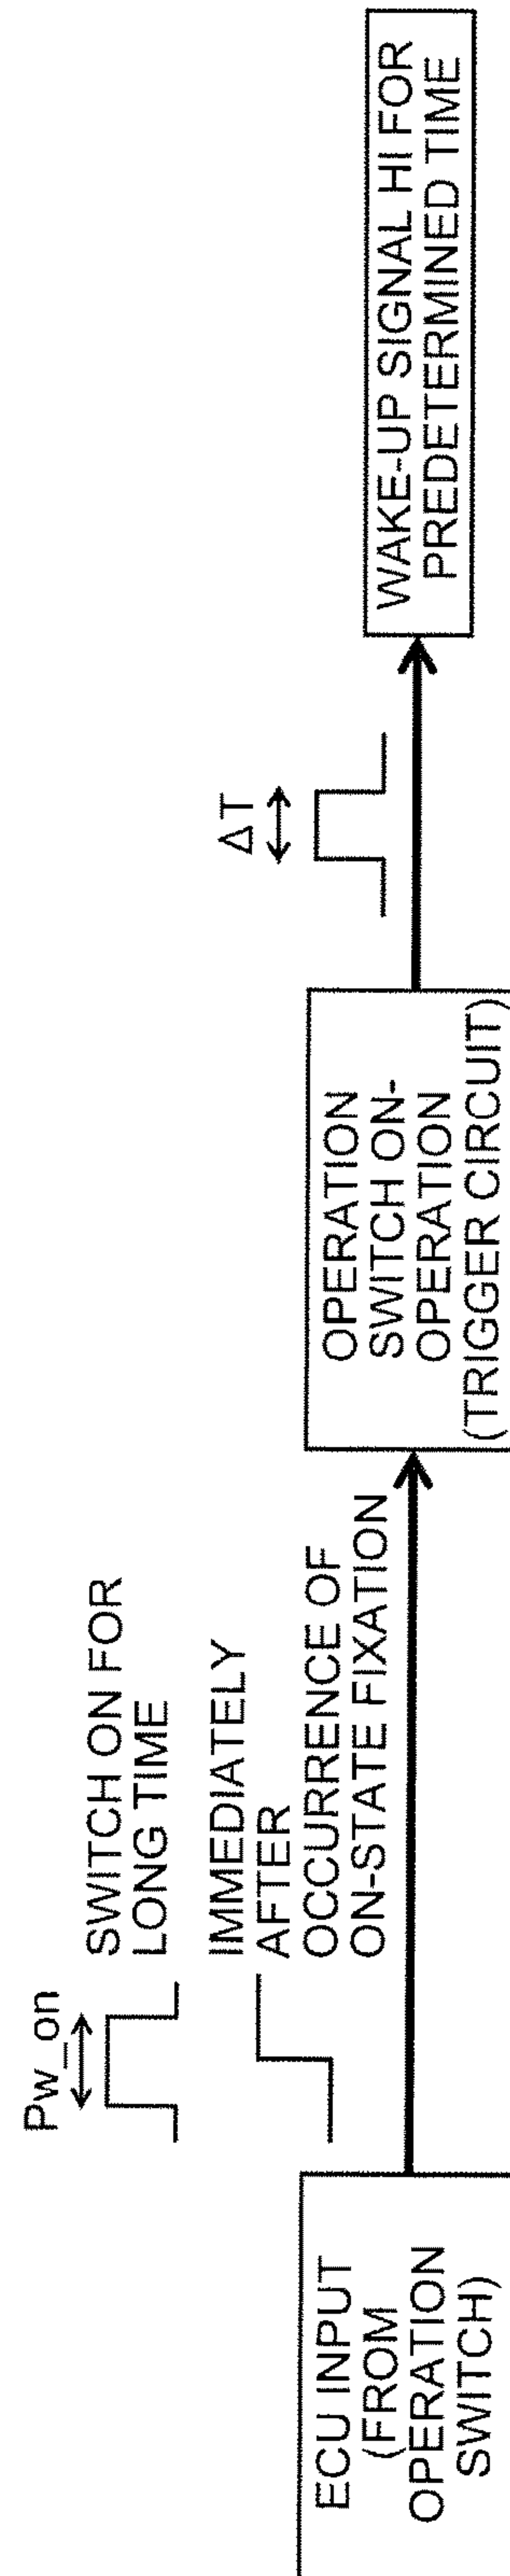 ECU INPUT
(FROM
OPERATION
SWITCH)
Pw_on
SWITCH ON FOR
LONG TIME
IMMEDIATELY
AFTER
OCCURRENCE OF
ON-STATE FIXATION
OPERATION
SWITCH ON-
OPERATION
(TRIGGER CIRCUIT)
ΔT
WAKE-UP SIGNAL HI FOR
PREDETERMINED TIME